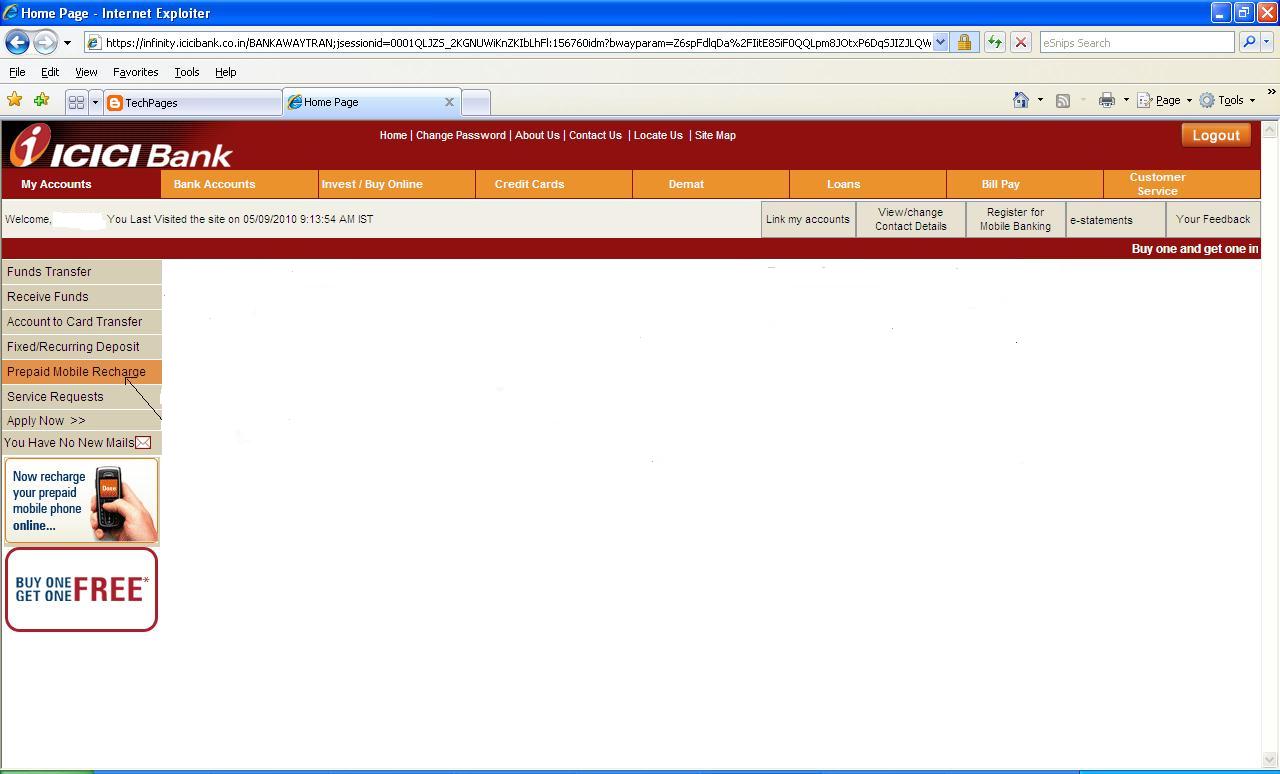 Home Page - Internet Exploiter
https://infinity.icicibank.co.in/BANKAWAYTRAN;jsessionid=0001QLJZS_2KGNUWiKnZKILLhFl:156760idm?bwayparam=Z6spFdlqDa%2FIitE85iF0QQLpm8JOtxP6DqSJIZJLQW
eSnips Search
File Edit View Favorites Tools Help
TechPages
Home Page
Page Tools
Home | Change Password | About Us | Contact Us | Locate Us | Site Map
Logout
i ICICI Bank
My Accounts Bank Accounts Invest / Buy Online Credit Cards Demat Loans Bill Pay Customer Service
Welcome, You Last Visited the site on 05/09/2010 9:13:54 AM IST
Link my accounts
View/change
Contact Details
Register for
Mobile Banking
e-statements
Your Feedback
Buy one and get one in
Funds Transfer
Receive Funds
Account to Card Transfer
Fixed/Recurring Deposit
Prepaid Mobile Recharge
Service Requests
Apply Now >>
You Have No New Mails
Now recharge
your prepaid
mobile phone
online...
Done
BUY ONE
GET ONE FREE*